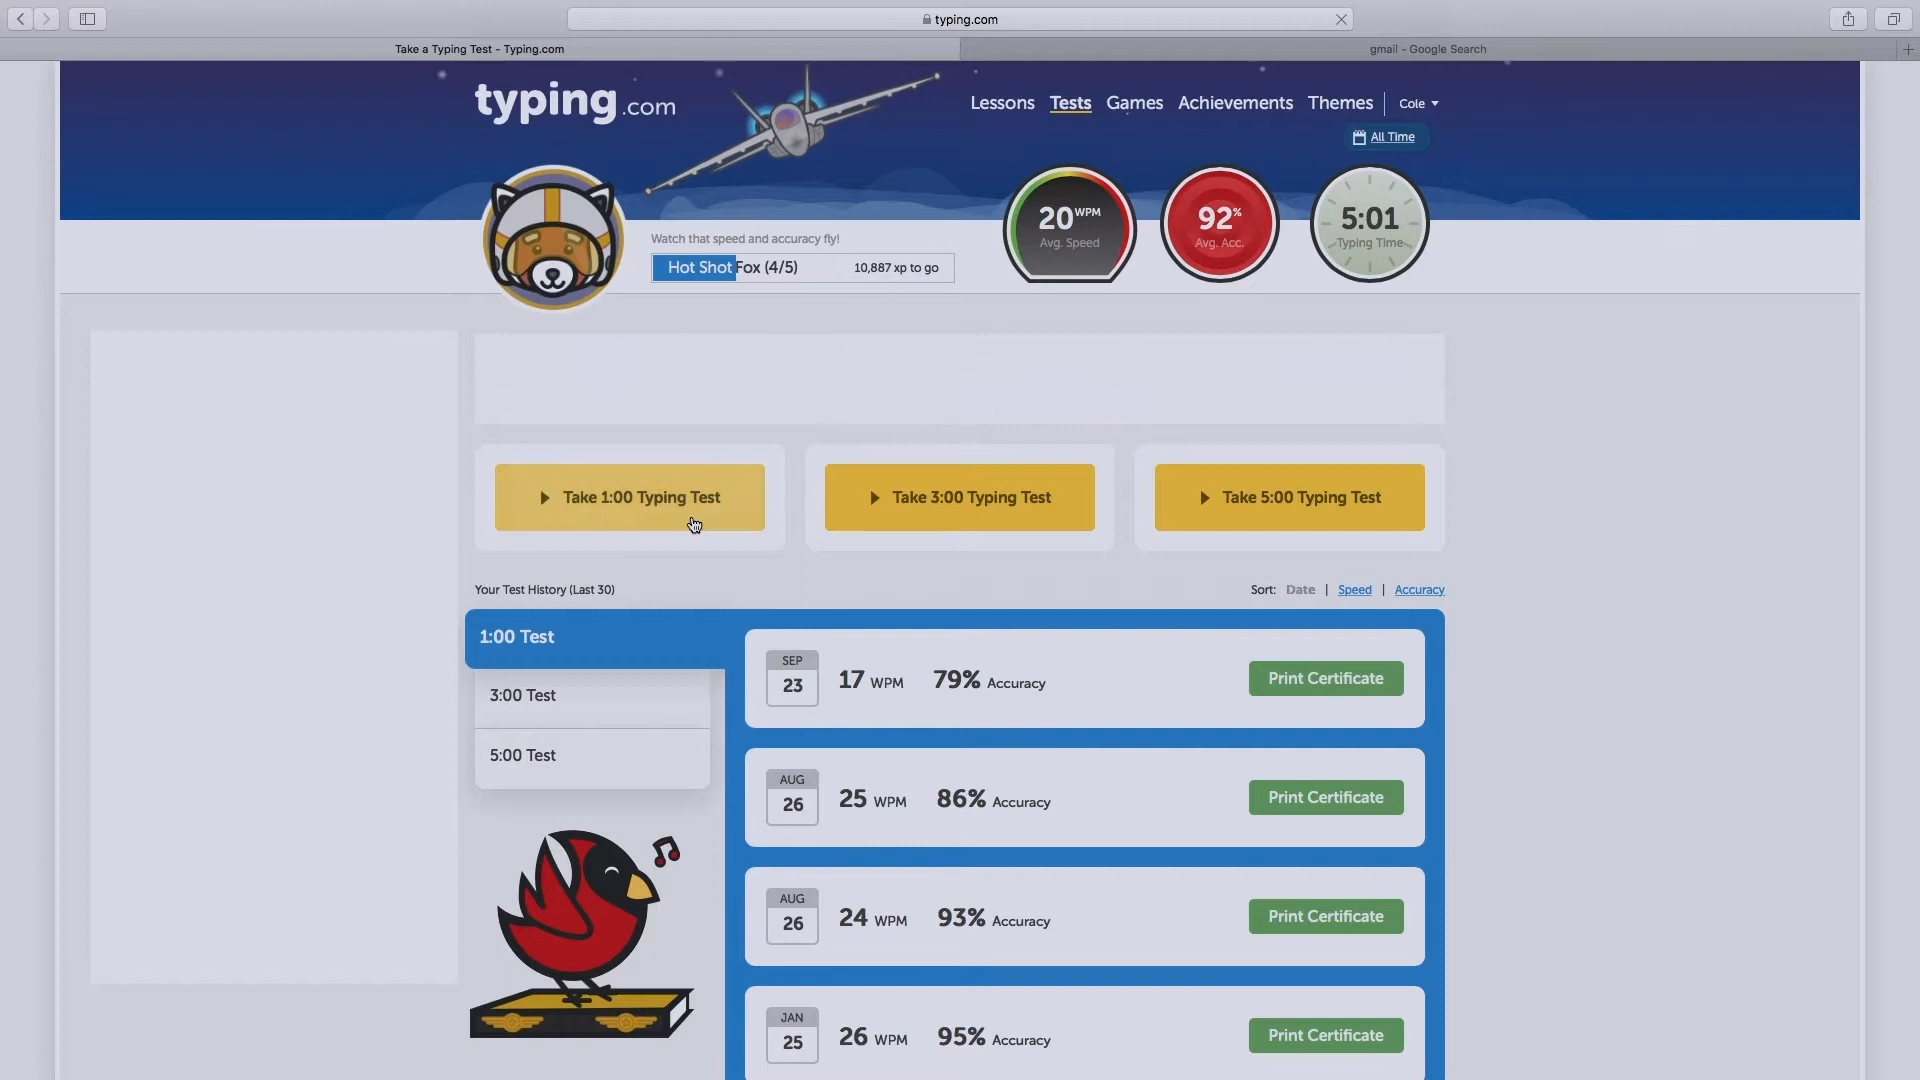 typing.com
Take a Typing Test - Typing.com
gmail - Google Search
typing.com
Lessons
Tests
Games
Achievements
Themes
Cole
All Time
Watch that speed and accuracy fly!
Hot Shot Fox (4/5)
10,887 xp to go
20 WPM
Avg. Speed
92%
Avg. Acc.
5:01
Typing Time
Take 1:00 Typing Test
Take 3:00 Typing Test
Take 5:00 Typing Test
Your Test History (Last 30)
Sort: Date | Speed | Accuracy
1:00 Test
3:00 Test
5:00 Test
SEP
23
17 WPM
79% Accuracy
Print Certificate
AUG
26
25 WPM
86% Accuracy
Print Certificate
AUG
26
24 WPM
93% Accuracy
Print Certificate
JAN
25
26 WPM
95% Accuracy
Print Certificate